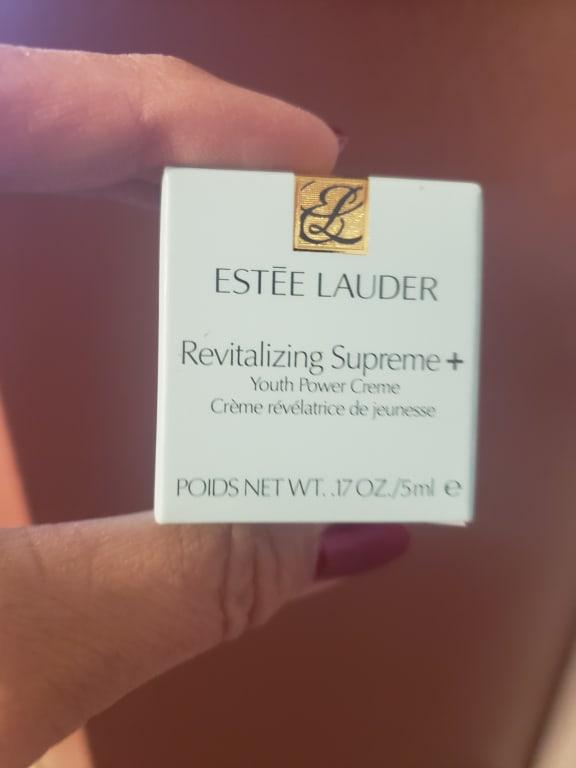 EL
ESTĒE LAUDER
Revitalizing Supreme+
Youth Power Creme
Crème révélatrice de jeunesse
POIDS NET WT. .17 OZ./5ml ℮